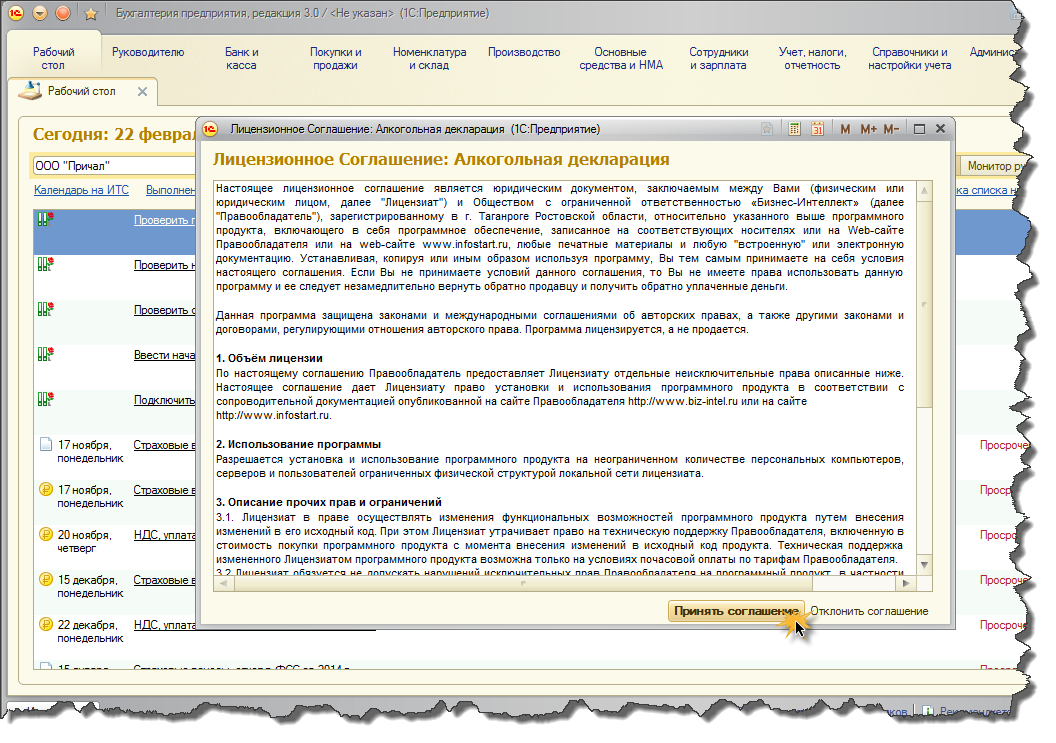 Бухгалтерия предприятия, редакция 3.0 / <Не указан> (1С:Предприятие)
Рабочий стол
Руководителю
Банк и касса
Покупки и продажи
Номенклатура и склад
Производство
Основные средства и НМА
Сотрудники и зарплата
Учет, налоги, отчетность
Справочники и настройки учета
Рабочий стол
Сегодня: 22
ООО "Причал"
Монитор
Календарь на ИТС
списка
Проверить
Проверить
Проверить
Ввести
Подключить
17 ноября, понедельник
Страховые
17 ноября, понедельник
Страховые
20 ноября, четверг
НДС, уплата
15 декабря, понедельник
Страховые
22 декабря, понедельник
НДС, уплата
Лицензионное Соглашение: Алкогольная декларация (1С:Предприятие)
31
M M+ M-
Лицензионное Соглашение: Алкогольная декларация
Настоящее лицензионное соглашение является юридическим документом, заключаемым между Вами (физическим или
юридическим лицом, далее "Лицензиат") и Обществом с ограниченной ответственностью «Бизнес-Интеллект» (далее
"Правообладатель"), зарегистрированному в г. Таганроге Ростовской области, относительно указанного выше программного
продукта, включающего в себя программное обеспечение, записанное на соответствующих носителях или на Web-сайте
Правообладателя или на web-сайте www.infostart.ru, любые печатные материалы и любую "встроенную" или электронную
документацию. Устанавливая, копируя или иным образом используя программу, Вы тем самым принимаете на себя условия
настоящего соглашения. Если Вы не принимаете условий данного соглашения, то Вы не имеете права использовать данную
программу и ее следует незамедлительно вернуть обратно продавцу и получить обратно уплаченные деньги.
Данная программа защищена законами и международными соглашениями об авторских правах, а также другими законами и
договорами, регулирующими отношения авторского права. Программа лицензируется, а не продается.
1. Объём лицензии
По настоящему соглашению Правообладатель предоставляет Лицензиату отдельные неисключительные права описанные ниже.
Настоящее соглашение дает Лицензиату право установки и использования программного продукта в соответствии с
сопроводительной документацией опубликованной на сайте Правообладателя http://www.biz-intel.ru или на сайте
http://www.infostart.ru.
2. Использование программы
Разрешается установка и использование программного продукта на неограниченном количестве персональных компьютеров,
серверов и пользователей ограниченных физической структурой локальной сети лицензиата.
3. Описание прочих прав и ограничений
3.1. Лицензиат в праве осуществлять изменения функциональных возможностей программного продукта путем внесения
изменений в его исходный код. При этом Лицензиат утрачивает право на техническую поддержку Правообладателя, включенную в
стоимость покупки программного продукта с момента внесения изменений в исходный код продукта. Техническая поддержка
измененного Лицензиатом программного продукта возможна только на условиях почасовой оплаты по тарифам Правообладателя.
3.2 Лицензиат обязуется не допускать нарушений исключительных прав Правообладателя на программный продукт, в частности
Принять соглашение
Отклонить соглашение